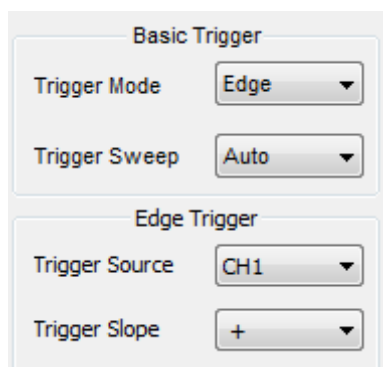 Basic Trigger
Trigger Mode Edge
Trigger Sweep Auto
Edge Trigger
Trigger Source CH1
Trigger Slope +